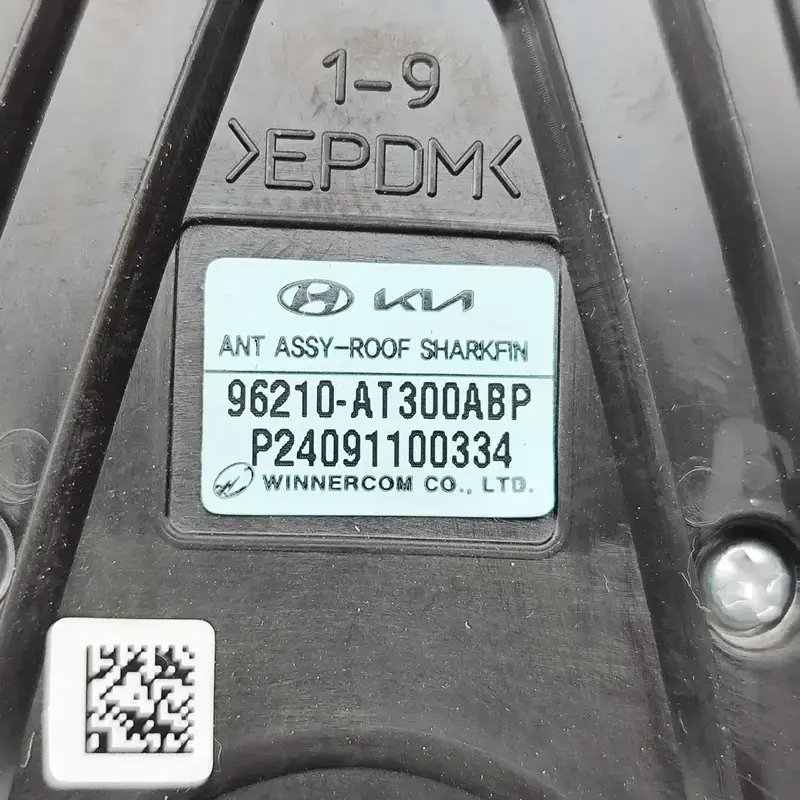 1-9
>EPDM<
KIA
ANT ASSY-ROOF SHARKFIN
96210-AT300ABP
P24091100334
WINNERCOM CO., LTD.